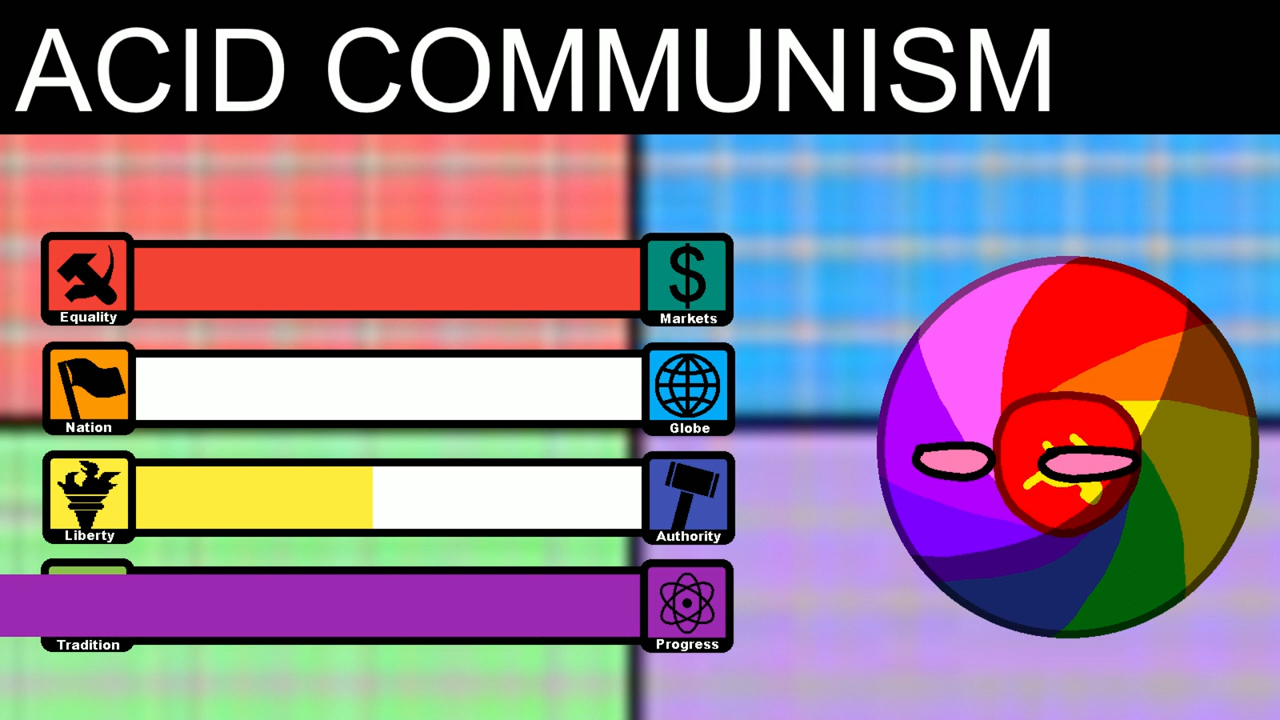 ACID COMMUNISM
Equality
$
Markets
Nation
Globe
Liberty
Authority
Tradition
Progress